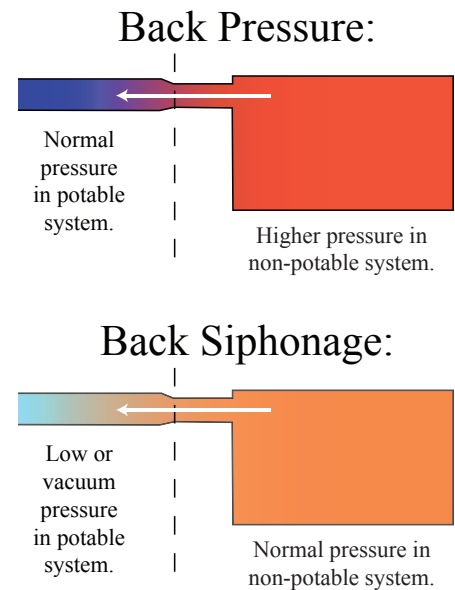 Back Pressure:
Normal
pressure
in potable
system.
Higher pressure in
non-potable system.
Back Siphonage:
Low or
vacuum
pressure
in potable
system.
Normal pressure in
non-potable system.